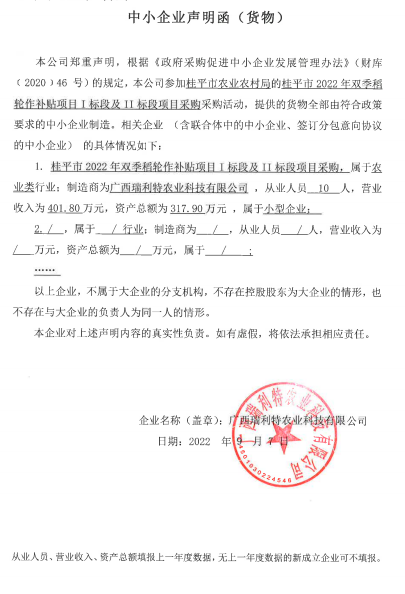 中小企业声明函（货物）
本公司郑重声明，根据《政府采购促进中小企业发展管理办法》（财库
﹝2020﹞46 号）的规定，本公司参加桂平市农业农村局的桂平市 2022 年双季稻
轮作补贴项目 I 标段及 II 标段项目采购采购活动，提供的货物全部由符合政策
要求的中小企业制造。相关企业 （含联合体中的中小企业、签订分包意向协议
的中小企业） 的具体情况如下：
1. 桂平市 2022 年双季稻轮作补贴项目 I 标段及 II 标段项目采购，属于农
业类行业；制造商为广西瑞利特农业科技有限公司 ，从业人员 10 人，营业
收入为 401.80 万元，资产总额为 317.90 万元 ，属于小型企业；
2. / ，属于 / 行业；制造商为 / ，从业人员 / 人，营业收入为
/ 万元，资产总额为 / 万元，属于 / ；
……
以上企业，不属于大企业的分支机构，不存在控股股东为大企业的情形，也
不存在与大企业的负责人为同一人的情形。
本企业对上述声明内容的真实性负责。如有虚假，将依法承担相应责任。
企业名称（盖章）：广西瑞利特农业科技有限公司
日期：2022 年 9 月 7 日
广西瑞利特农业科技有限公司
4501030224546
从业人员、营业收入、资产总额填报上一年度数据，无上一年度数据的新成立企业可不填报。